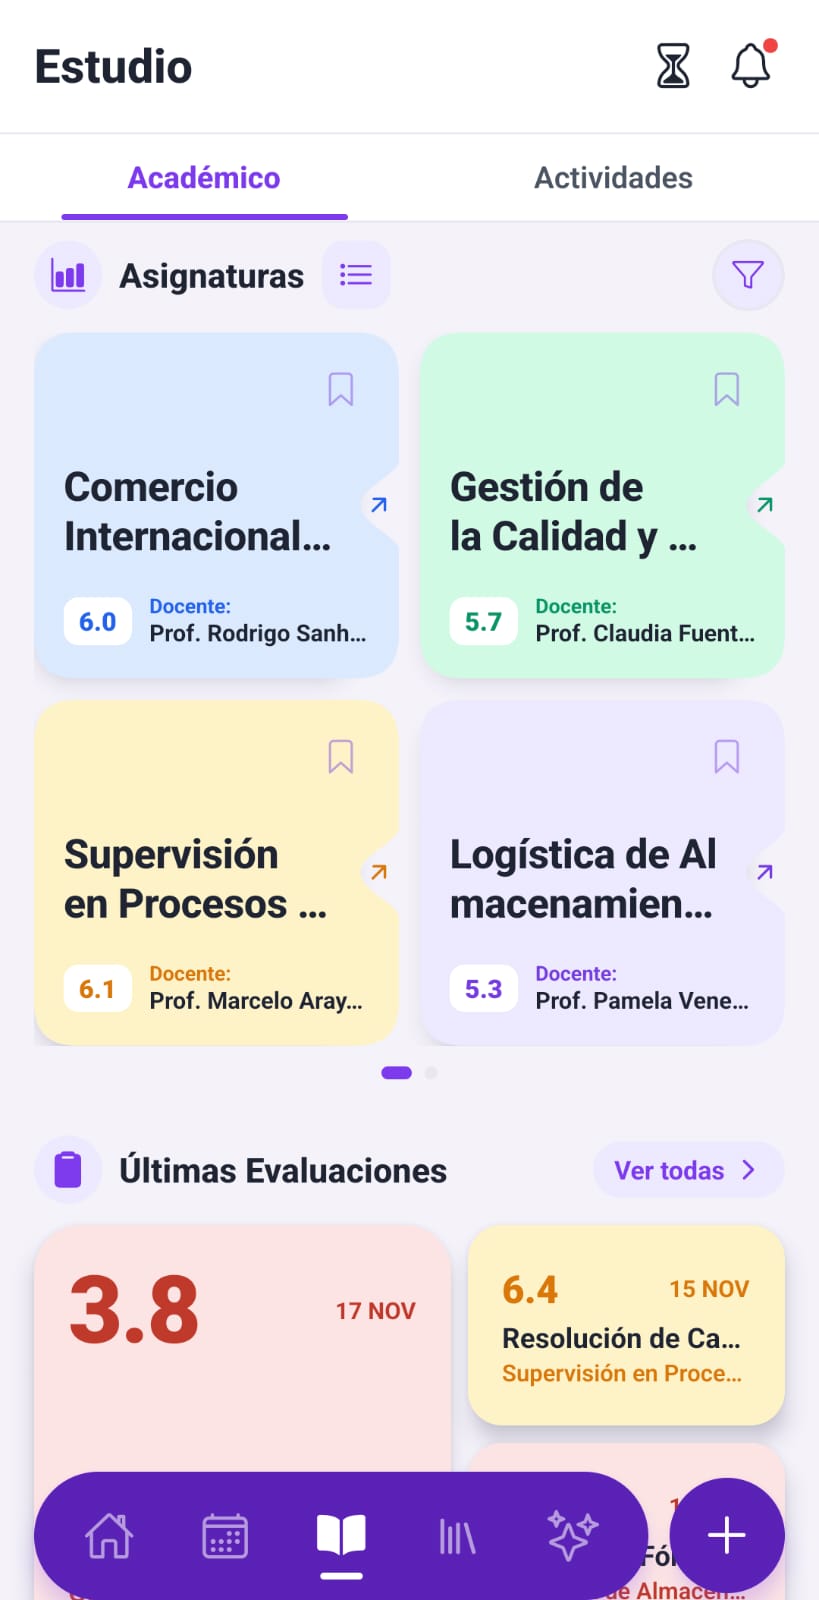 Estudio
Académico
Actividades
Asignaturas
Comercio
Internacional...
6.0
Docente:
Prof. Rodrigo Sanh...
Gestión de
la Calidad y ...
5.7
Docente:
Prof. Claudia Fuent...
Supervisión
en Procesos ...
6.1
Docente:
Prof. Marcelo Aray...
Logística de Al
macenamien...
5.3
Docente:
Prof. Pamela Vene...
Últimas Evaluaciones
Ver todas
3.8
17 NOV
6.4
15 NOV
Resolución de Ca...
Supervisión en Proce...
de Almacen...